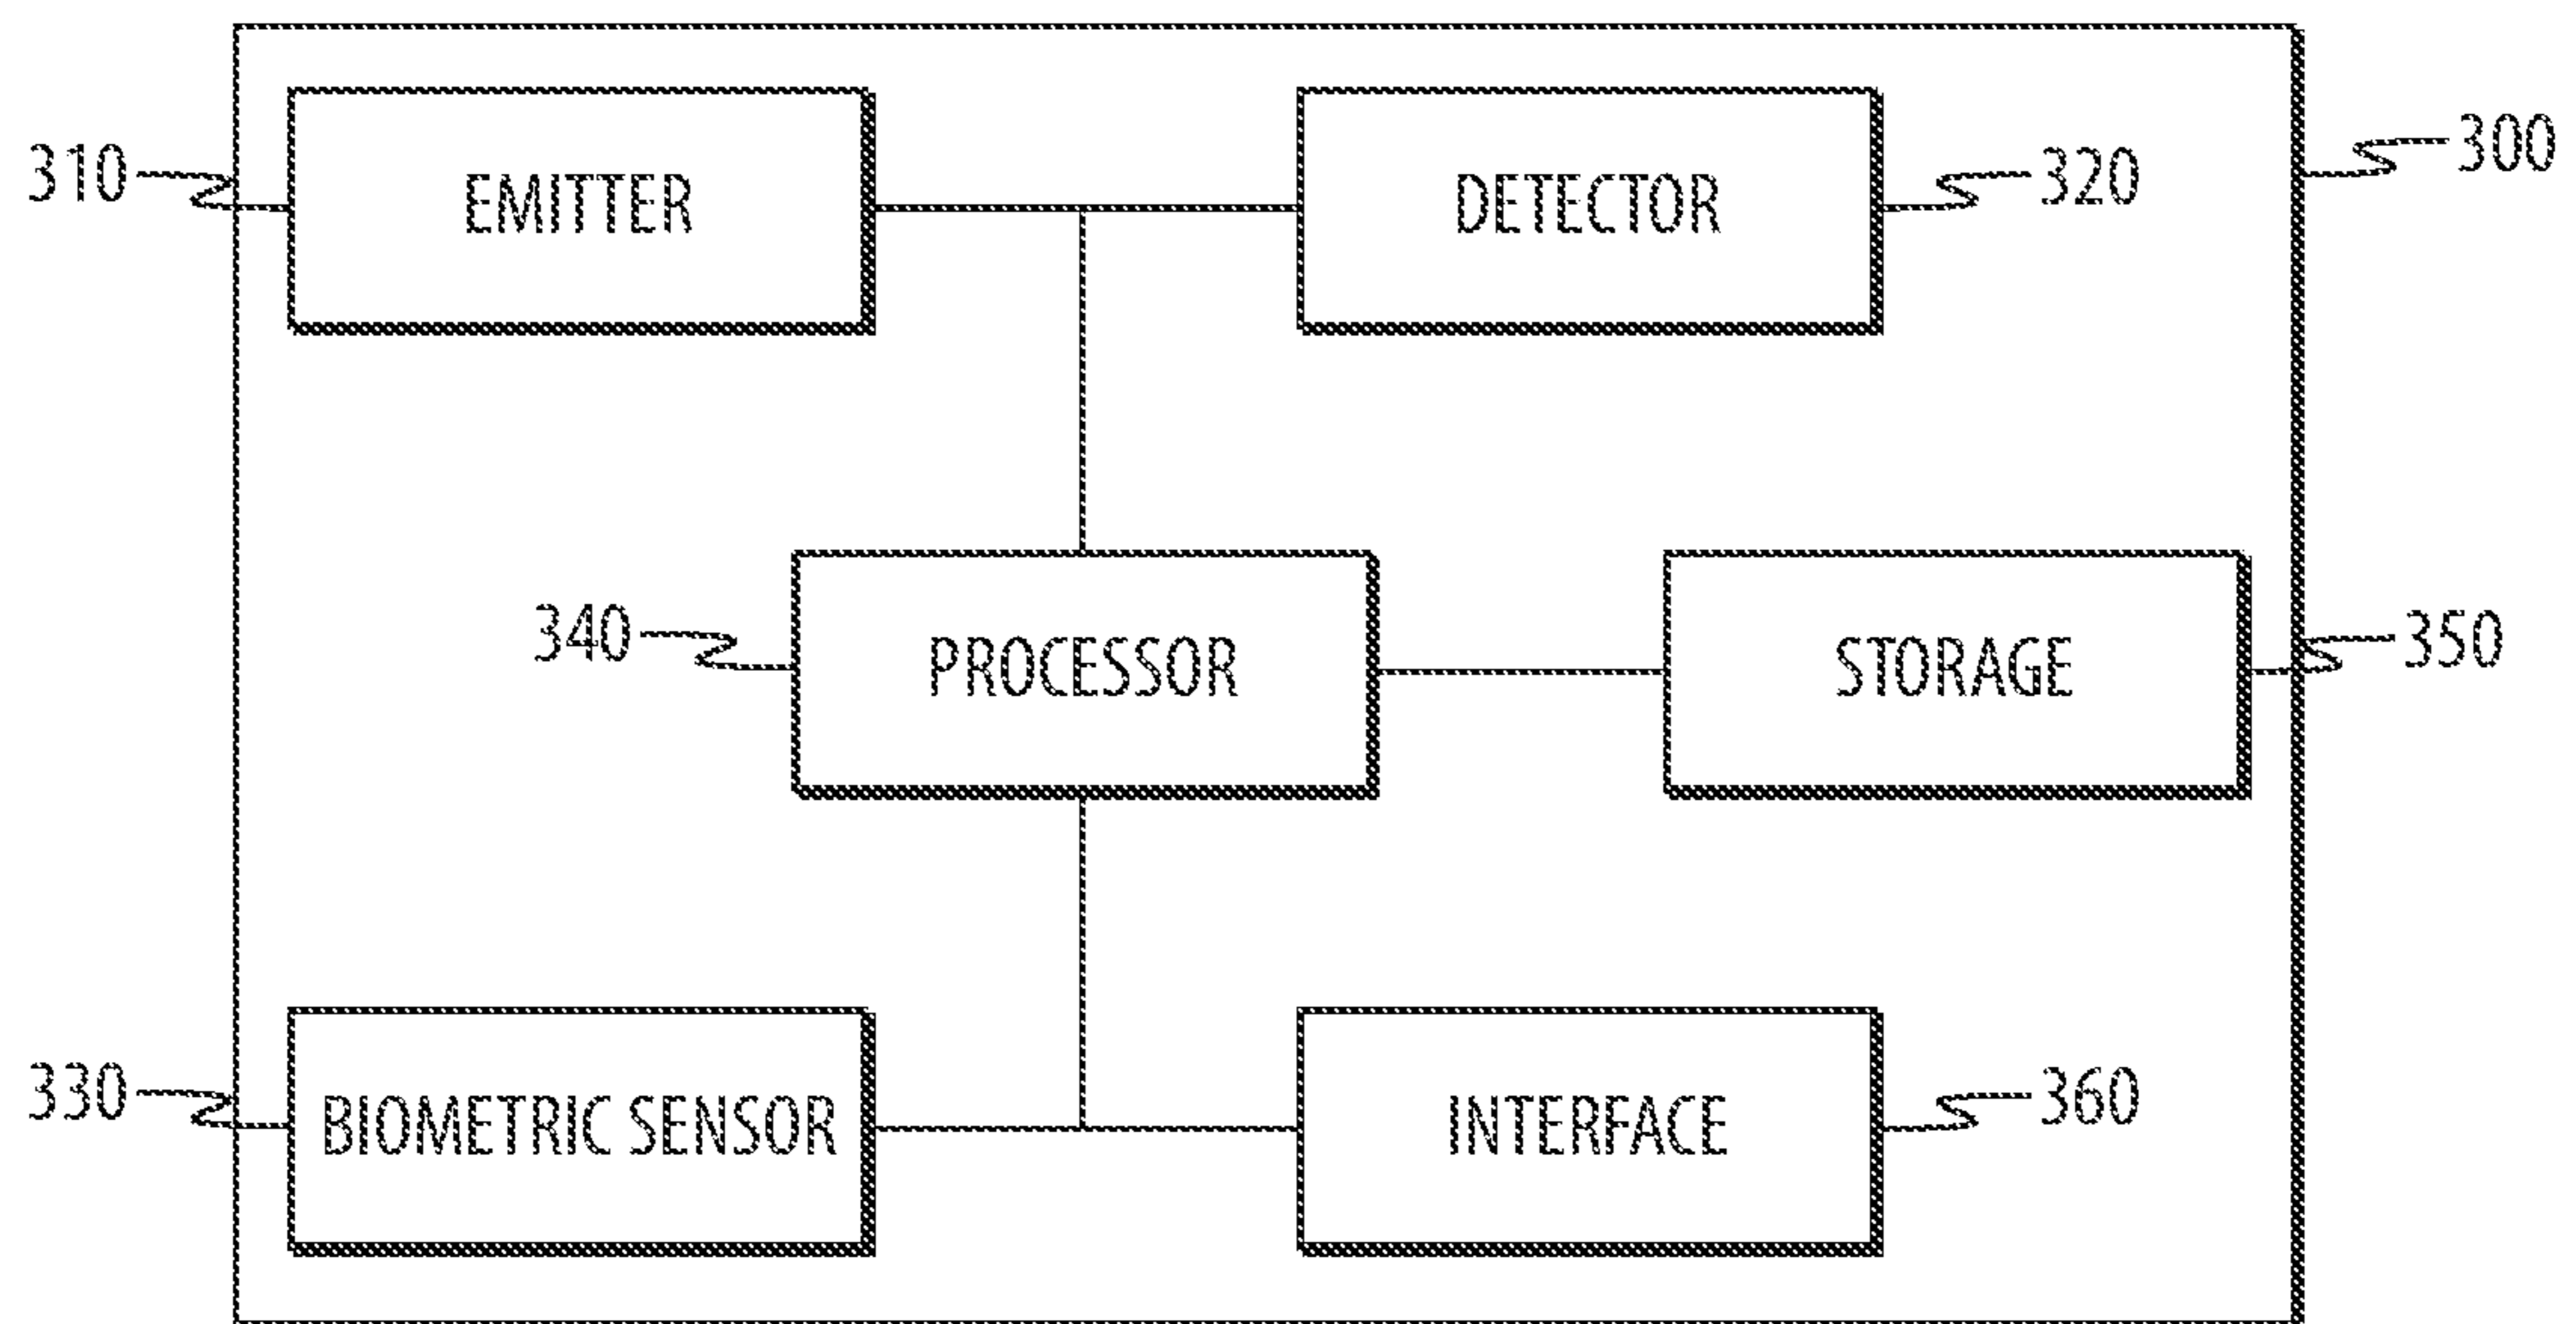 310
EMITTER
DETECTOR
320
300
340
PROCESSOR
STORAGE
350
330
BIOMETRIC SENSOR
INTERFACE
360